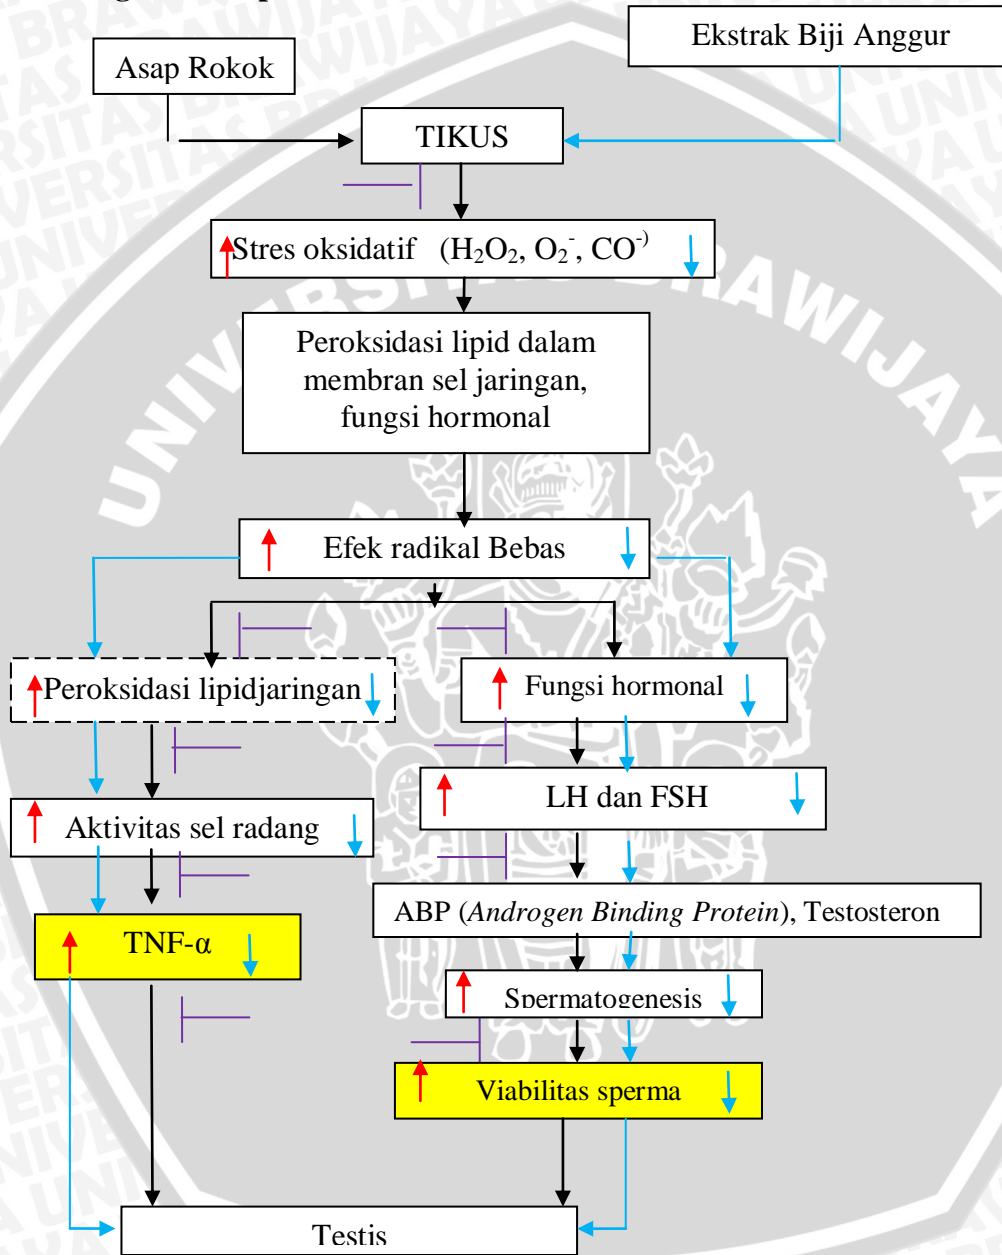 Ekstrak Biji Anggur
Asap Rokok
TIKUS
Stres oksidatif (H₂O₂, O₂⁻, CO⁻⁾
Peroksidasi lipid dalam
membran sel jaringan,
fungsi hormonal
Efek radikal Bebas
Peroksidasi lipidjaringan
Fungsi hormonal
LH dan FSH
Aktivitas sel radang
ABP (Androgen Binding Protein), Testosteron
TNF-α
Spermatogenesis
Viabilitas sperma
Testis
UNIVERSITAS BRAWIJAYA